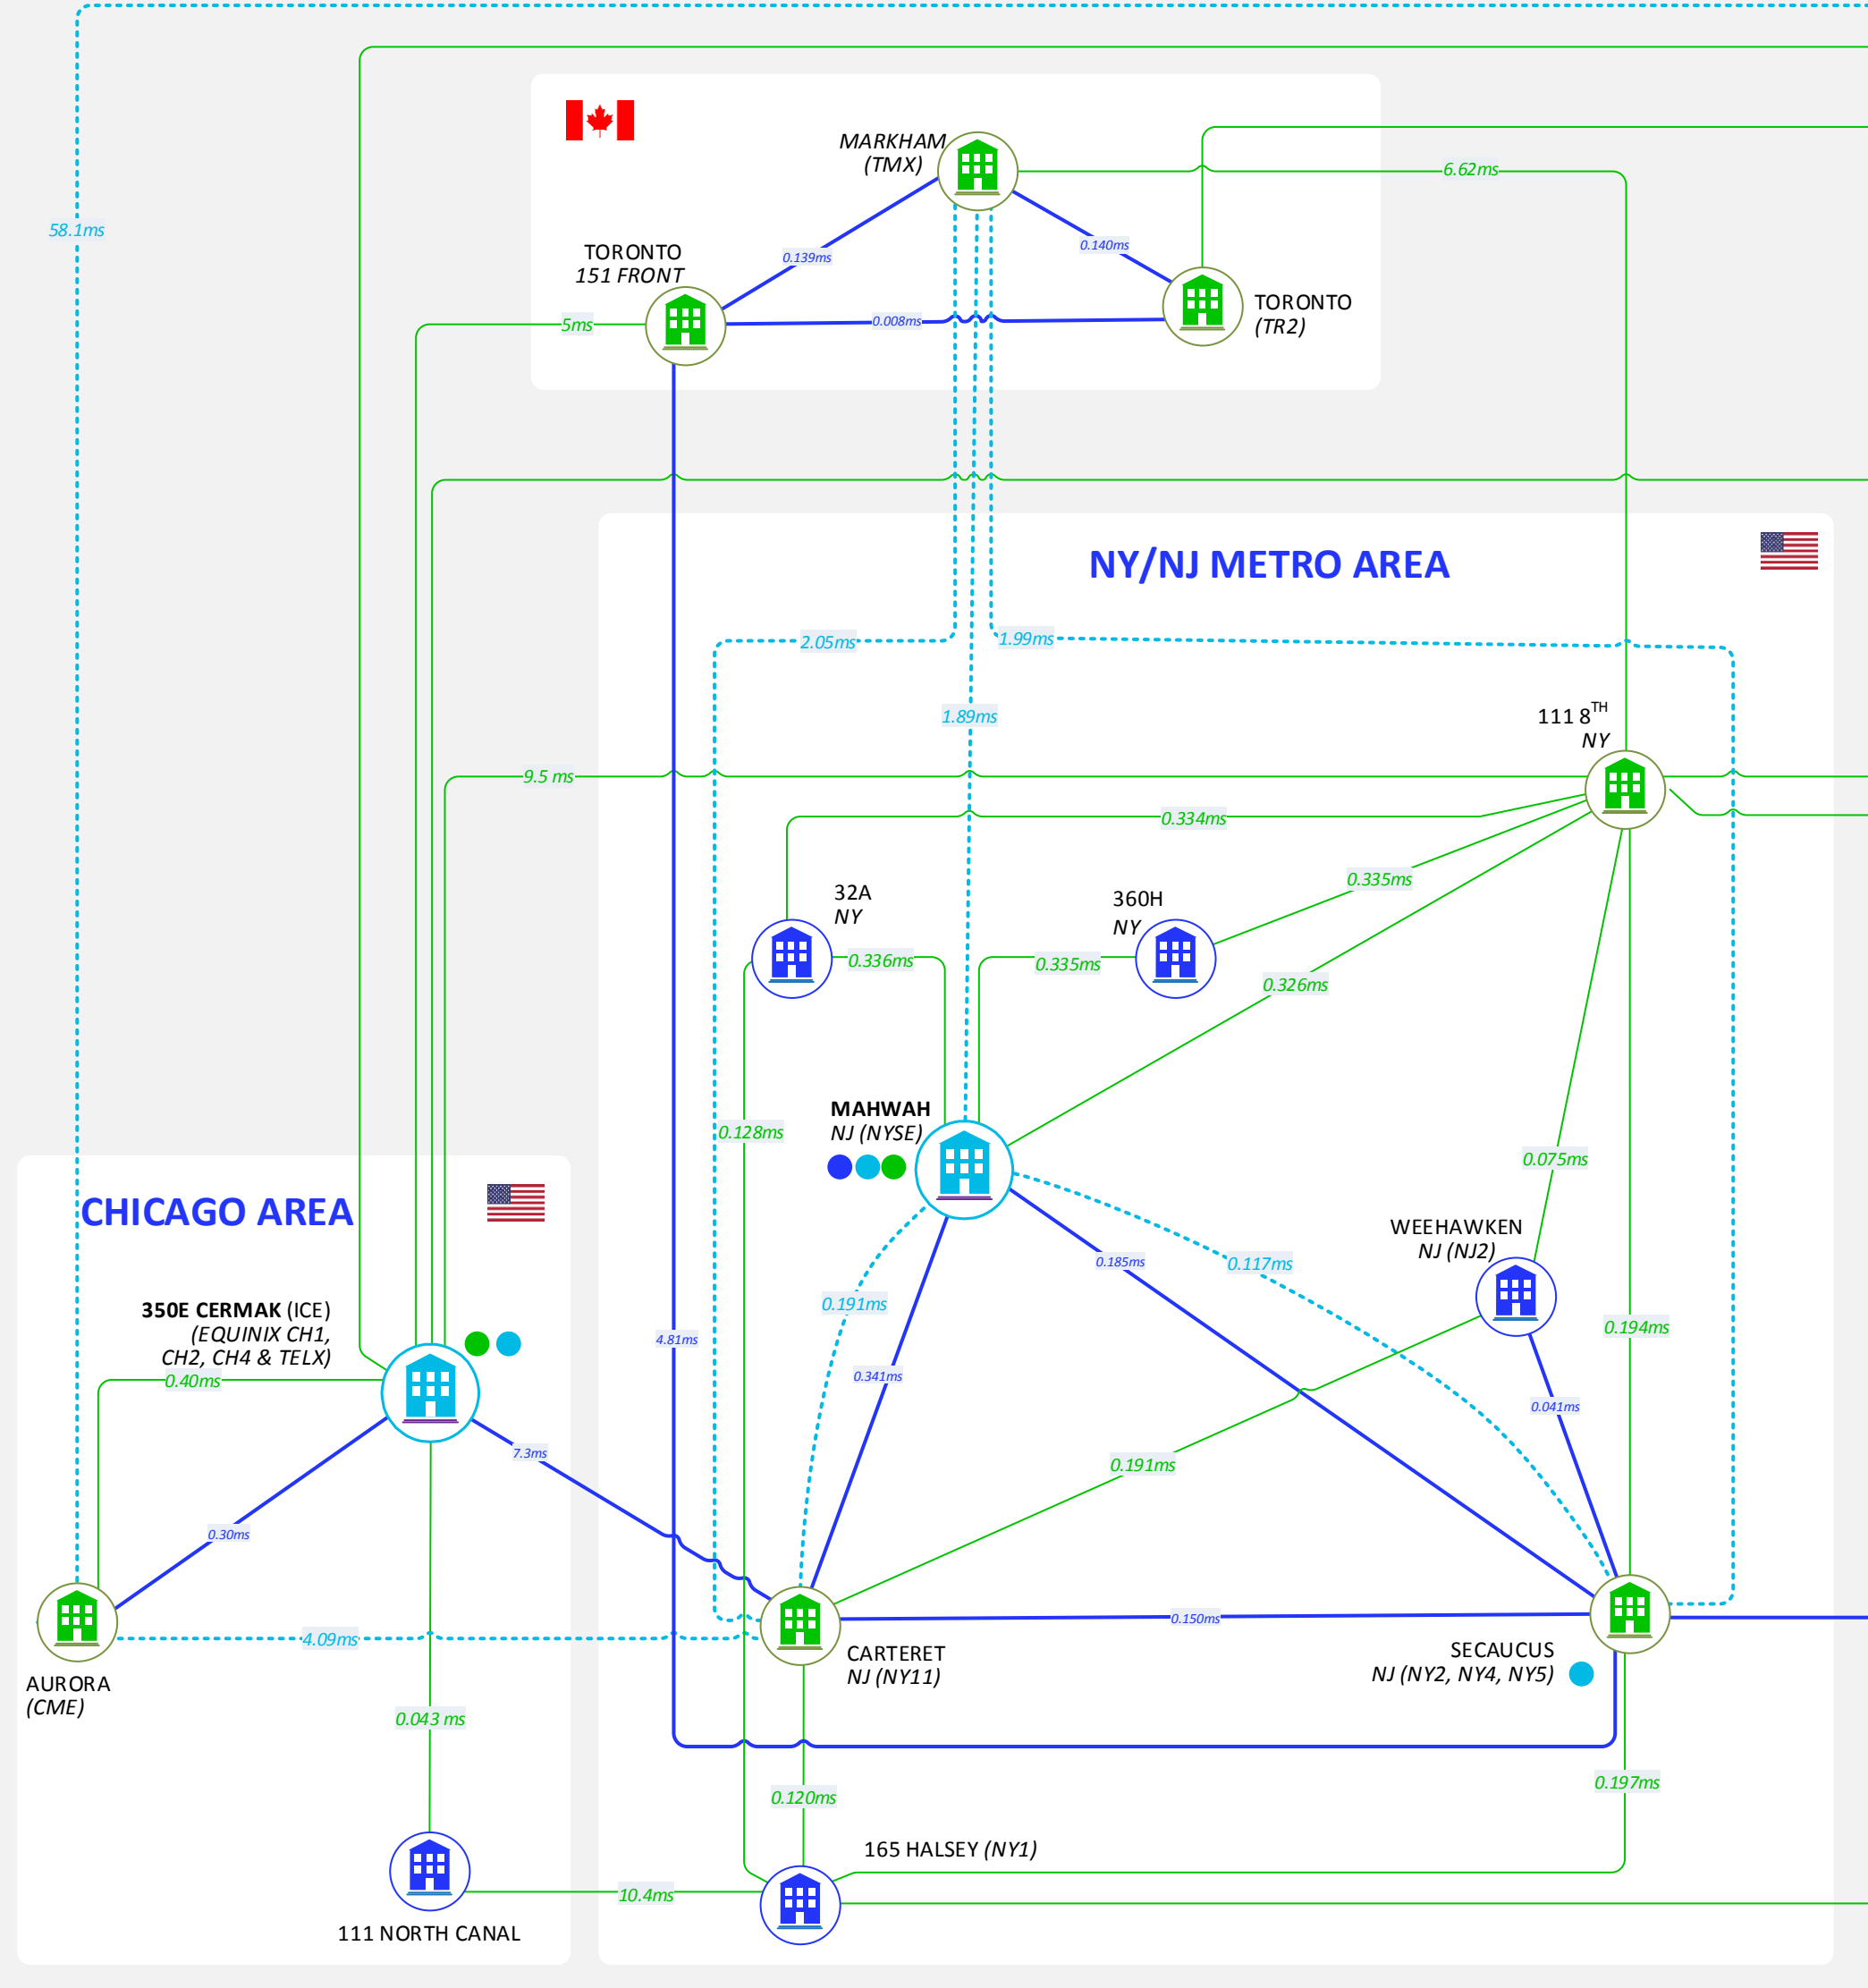 MARKHAM
(TMX)
6.62ms
58.1ms
TORONTO
151 FRONT
0.139ms
0.140ms
5ms
0.008ms
TORONTO
(TR2)
NY/NJ METRO AREA
2.05ms
1.99ms
1.89ms
111 8TH
NY
9.5 ms
0.334ms
0.335ms
32A
NY
360H
NY
0.336ms
0.335ms
0.326ms
MAHWAH
NJ (NYSE)
0.128ms
0.075ms
CHICAGO AREA
WEEHAWKEN
NJ (NJ2)
0.185ms
0.117ms
0.191ms
350E CERMAK (ICE)
(EQUINIX CH1,
CH2, CH4 & TELX)
0.40ms
4.81ms
0.194ms
0.341ms
0.041ms
7.3ms
0.191ms
0.30ms
0.150ms
4.09ms
CARTERET
NJ (NY11)
SECAUCUS
NJ (NY2, NY4, NY5)
AURORA
(CME)
0.043 ms
0.120ms
0.197ms
165 HALSEY (NY1)
10.4ms
111 NORTH CANAL